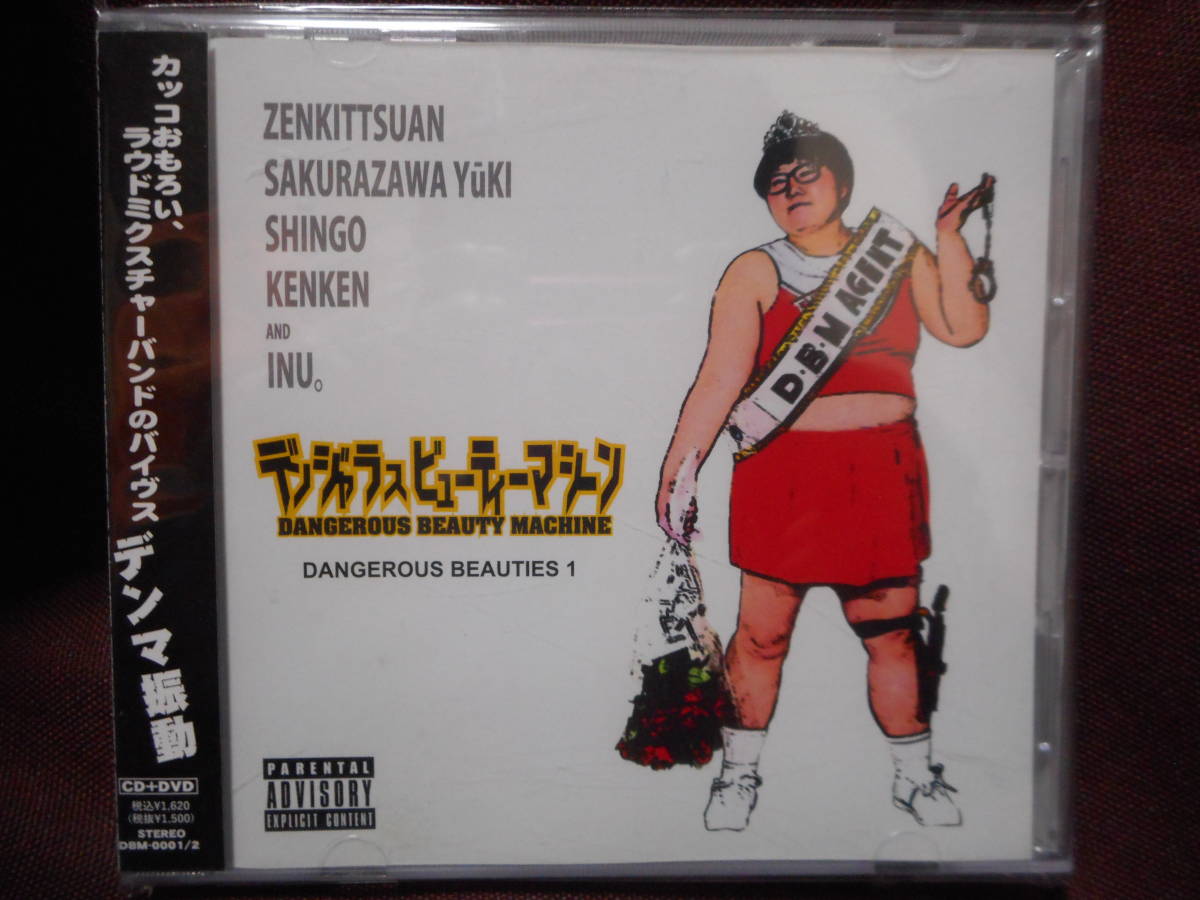 カッコおもろい、
ラウドミクスチャーバンドのバイヴス
デンマ振動
CD+DVD
税込¥1,620
(税抜¥1,500)
STEREO
DBM-0001/2
ZENKITTSUAN
SAKURAZAWA YūKI
SHINGO
KENKEN
AND
INU。
デンジャラスビューティーマシーン
DANGEROUS BEAUTY MACHINE
DANGEROUS BEAUTIES 1
D・B・M AGENT
PARENTAL
ADVISORY
EXPLICIT CONTENT